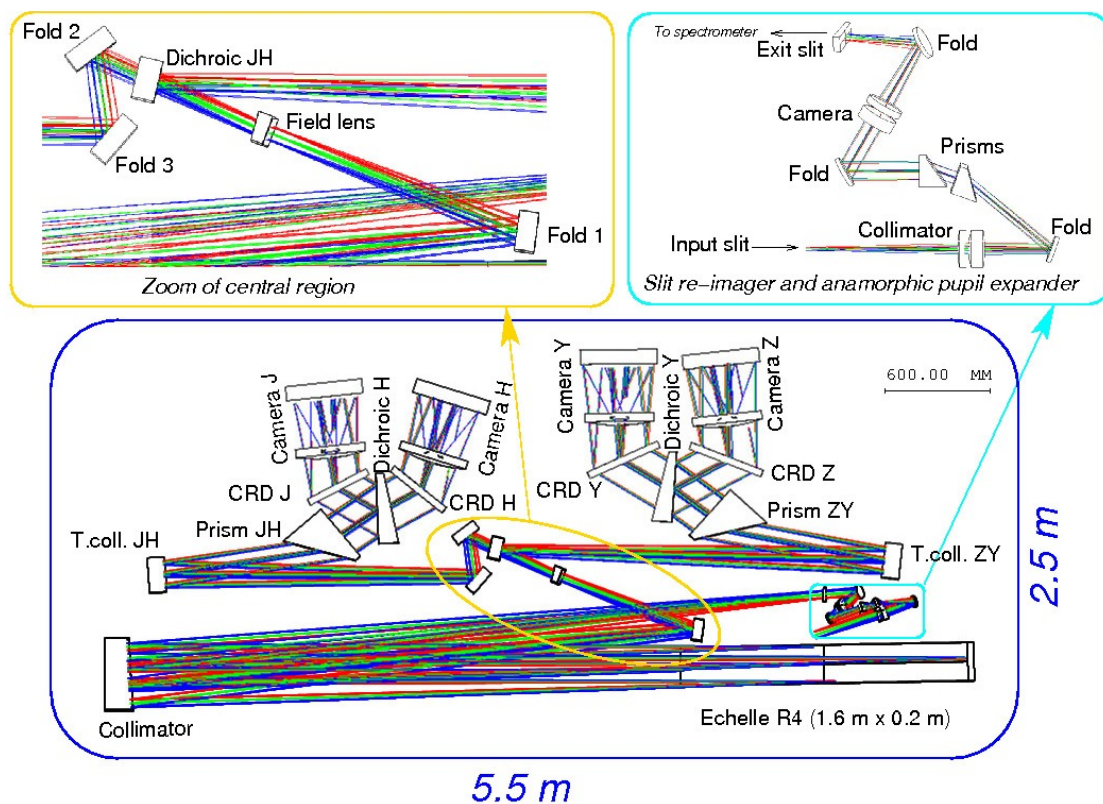 Fold 2
Dichroic JH
Field lens
Fold 3
Fold 1
Zoom of central region
To spectrometer
Exit slit
Fold
Camera
Prisms
Fold
Input slit
Collimator
Fold
Slit re-imager and anamorphic pupil expander
Camera J
Dichroic H
Camera H
Camera Y
Dichroic Y
Camera Z
600.00 MM
CRD J
CRD H
CRD Y
CRD Z
Prism JH
Prism ZY
T.coll. JH
T.coll. ZY
2.5 m
Collimator
Echelle R4 (1.6 m x 0.2 m)
5.5 m